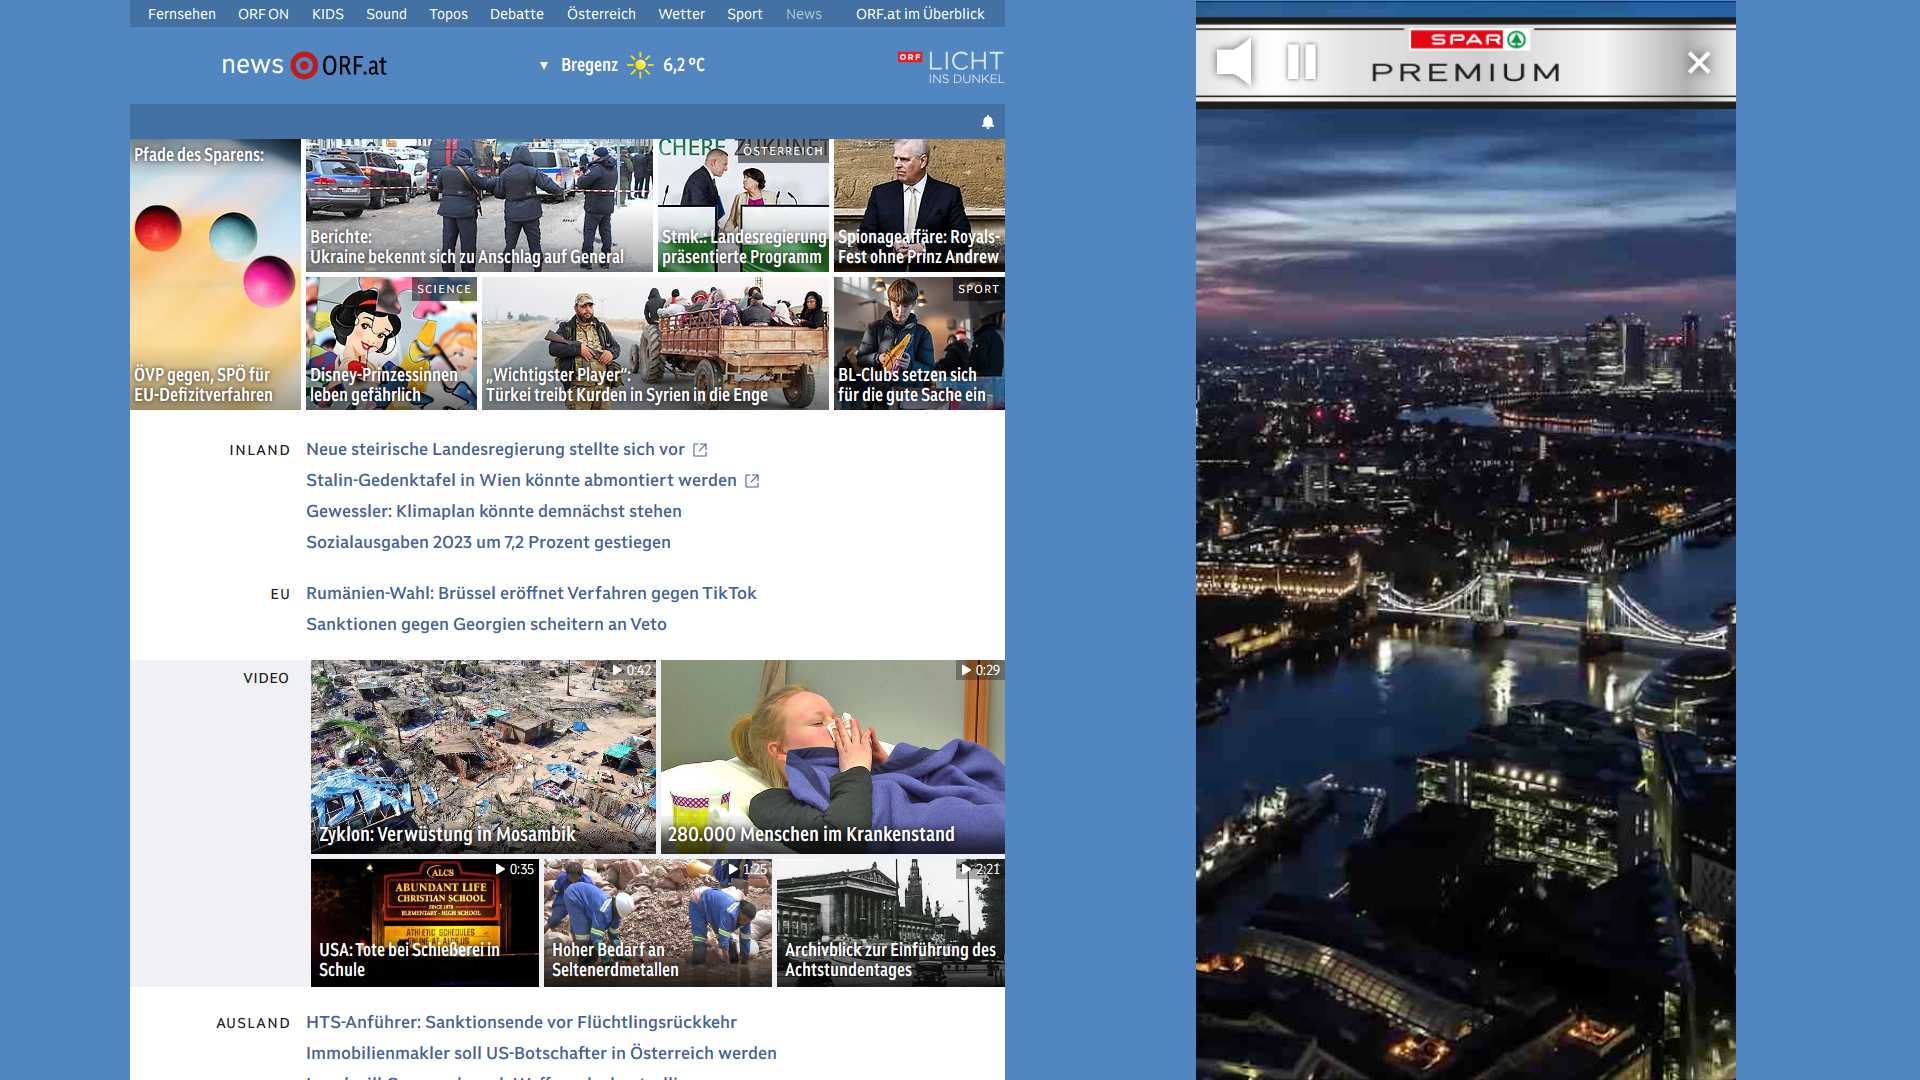 Fernsehen ORF ON KIDS Sound Topos Debatte Österreich Wetter Sport News ORF.at im Überblick
news ORF.at
Bregenz 6,2 ºC
ORF LICHT
INS DUNKEL
SPAR
PREMIUM
Pfade des Sparens:
ÖVP gegen, SPÖ für
EU-Defizitverfahren
Berichte:
Ukraine bekennt sich zu Anschlag auf General
ÖSTERREICH
Stmk.: Landesregierung
präsentierte Programm
Spionageaffäre: Royals-
Fest ohne Prinz Andrew
SCIENCE
Disney-Prinzessinnen
leben gefährlich
„Wichtigster Player“:
Türkei treibt Kurden in Syrien in die Enge
SPORT
BL-Clubs setzen sich
für die gute Sache ein
INLAND
Neue steirische Landesregierung stellte sich vor
Stalin-Gedenktafel in Wien könnte abmontiert werden
Gewessler: Klimaplan könnte demnächst stehen
Sozialausgaben 2023 um 7,2 Prozent gestiegen
EU
Rumänien-Wahl: Brüssel eröffnet Verfahren gegen TikTok
Sanktionen gegen Georgien scheitern an Veto
VIDEO
0:42
Zyklon: Verwüstung in Mosambik
0:29
280.000 Menschen im Krankenstand
0:35
ALCS
ABUNDANT LIFE
CHRISTIAN SCHOOL
SINCE 1978
ELEMENTARY - HIGH SCHOOL
ATHLETIC SCHEDULES
USA: Tote bei Schießerei in
Schule
1:25
Hoher Bedarf an
Seltenerdmetallen
2:21
Archivblick zur Einführung des
Achtstundentages
AUSLAND
HTS-Anführer: Sanktionsende vor Flüchtlingsrückkehr
Immobilienmakler soll US-Botschafter in Österreich werden